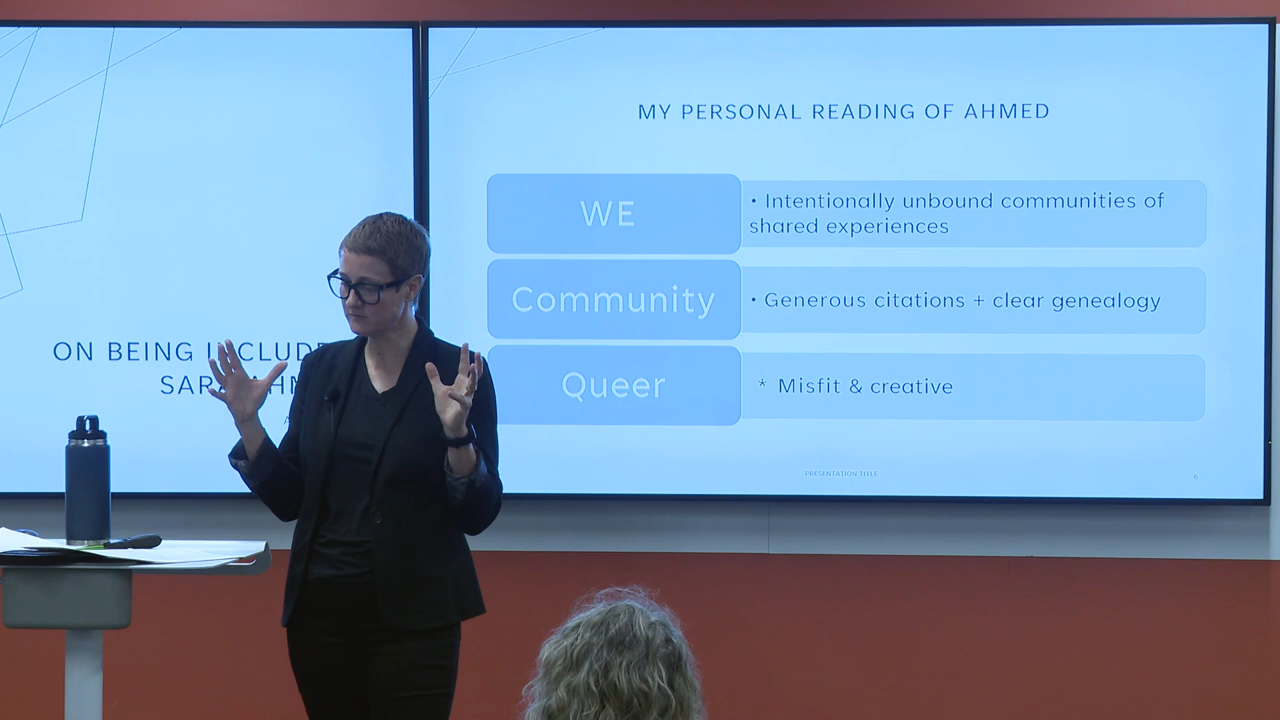 ON BEING
MY PERSONAL READING OF AHMED
WE
• Intentionally unbound communities of
shared experiences
Community
• Generous citations + clear genealogy
Queer
* Misfit & creative
PRESENTATION TITLE
6